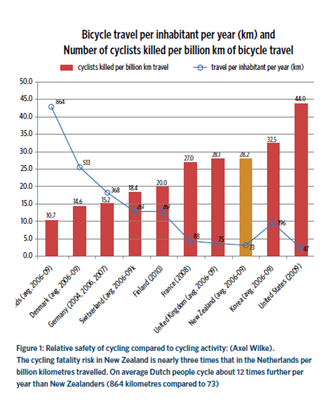 Bicycle travel per inhabitant per year (km) and
Number of cyclists killed per billion km of bicycle travel
cyclists killed per billion km travel travel per inhabitant per year (km)
50.0
45.0
40.0
35.0
30.0
25.0
20.0
15.0
10.0
5.0
0.0
864
513
368
261
88
75
73
196
47
10.7
14.6
15.2
18.4
20.0
27.0
28.1
28.2
32.5
44.0
(avg. 2006-09)
Denmark (avg. 2006-09)
Germany (2004, 2006, 2007)
Switzerland (avg. 2006-09)
Finland (2010)
France (2008)
United Kingdom (avg. 2006-09)
New Zealand (avg. 2006-09)
Korea (avg. 2006-09)
United States (2009)
Figure 1: Relative safety of cycling compared to cycling activity: (Axel Wilke).
The cycling fatality risk in New Zealand is nearly three times that in the Netherlands per
billion kilometres travelled. On average Dutch people cycle about 12 times further per
year than New Zealanders (864 kilometres compared to 73)